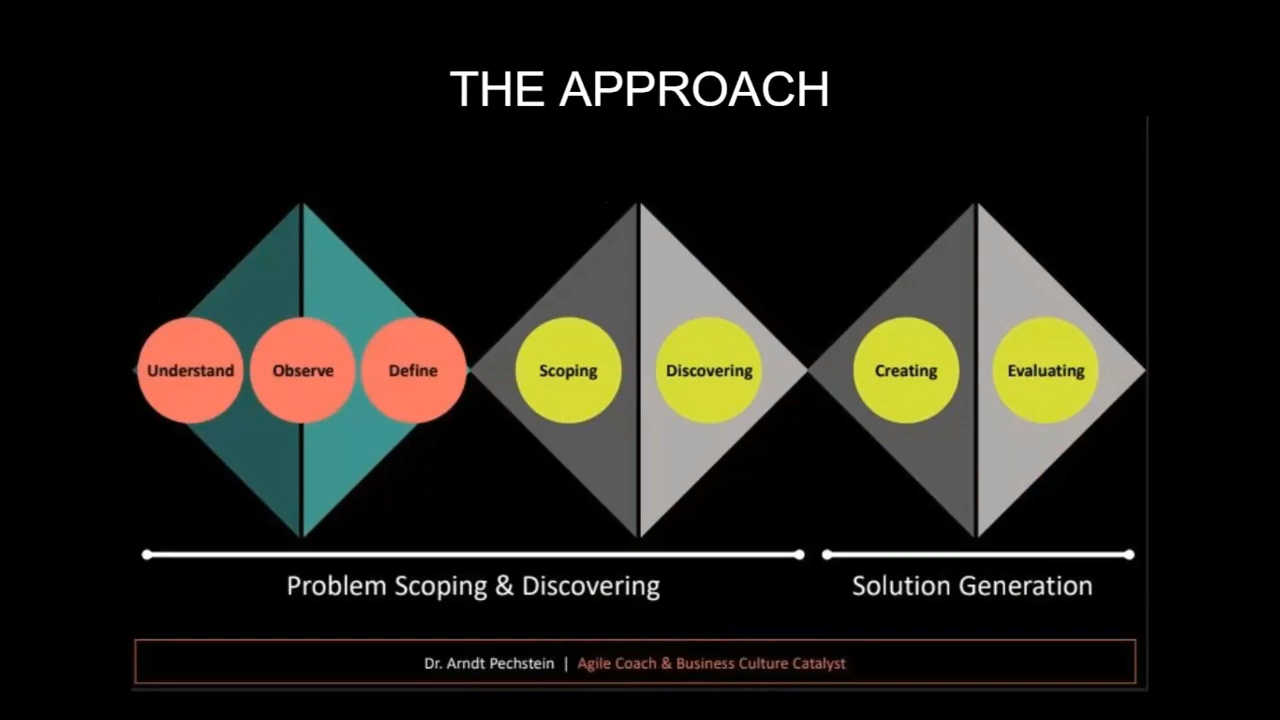 THE APPROACH
Understand
Observe
Define
Scoping
Discovering
Creating
Evaluating
Problem Scoping & Discovering
Solution Generation
Dr. Arndt Pechstein | Agile Coach & Business Culture Catalyst